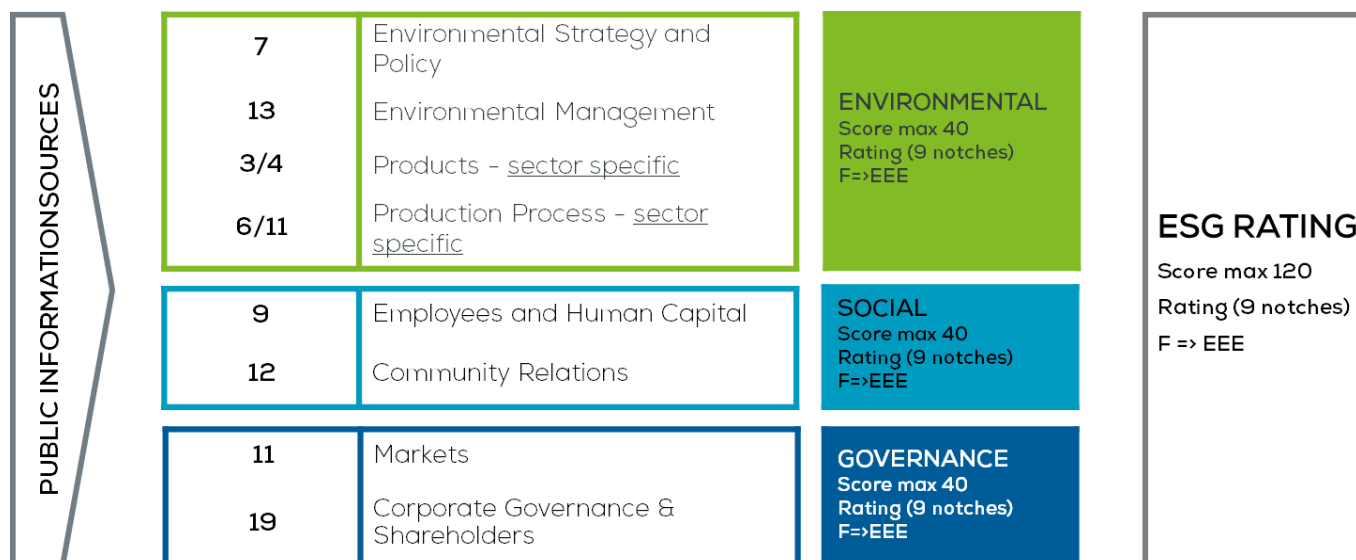 PUBLIC INFORMATIONSOURCES
7
Environmental Strategy and
Policy
13
Environmental Management
3/4
Products - sector specific
6/11
Production Process - sector
specific
ENVIRONMENTAL
Score max 40
Rating (9 notches)
F=>EEE
9
Employees and Human Capital
12
Community Relations
SOCIAL
Score max 40
Rating (9 notches)
F=>EEE
11
Markets
19
Corporate Governance &
Shareholders
GOVERNANCE
Score max 40
Rating (9 notches)
F=>EEE
ESG RATING
Score max 120
Rating (9 notches)
F => EEE